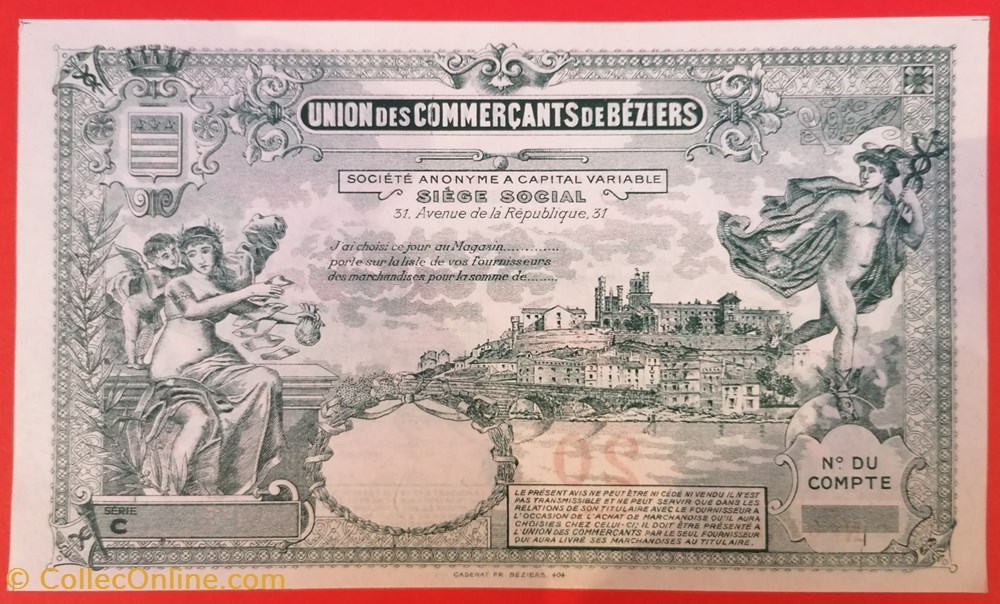 UNION DES COMMERÇANTS DE BÉZIERS
SOCIÉTÉ ANONYME A CAPITAL VARIABLE
SIÈGE SOCIAL
31, Avenue de la République, 31
J'ai choisi ce jour au Magasin.............
porté sur la liste de vos fournisseurs
des marchandises pour la somme de........
20
SÉRIE
C
LE PRÉSENT AVIS NE PEUT ÊTRE NI CÉDÉ NI VENDU IL N'EST
PAS TRANSMISSIBLE ET NE PEUT SERVIR QUE DANS LES
RELATIONS DE SON TITULAIRE AVEC LE FOURNISSEUR A
L'OCCASION DE L'ACHAT DE MARCHANDISE QU'IL AURA
CHOISIES CHEZ CELUI-CI; IL DOIT ÊTRE PRÉSENTÉ A
L'UNION DES COMMERÇANTS PAR LE SEUL FOURNISSEUR
QUI AURA LIVRÉ SES MARCHANDISES AU TITULAIRE.
No DU
COMPTE
CADENAT FR. BÉZIERS. 404
© CollecOnline.com